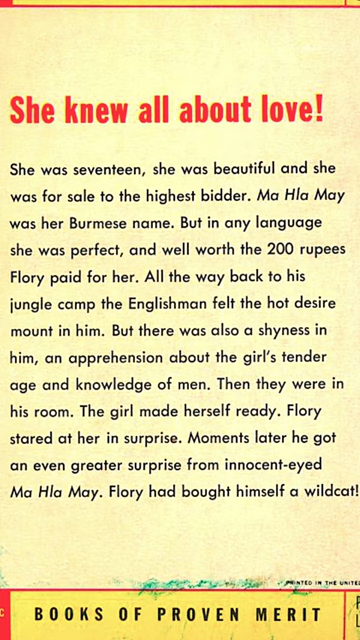 She knew all about love!
She was seventeen, she was beautiful and she
was for sale to the highest bidder. Ma Hla May
was her Burmese name. But in any language
she was perfect, and well worth the 200 rupees
Flory paid for her. All the way back to his
jungle camp the Englishman felt the hot desire
mount in him. But there was also a shyness in
him, an apprehension about the girl's tender
age and knowledge of men. Then they were in
his room. The girl made herself ready. Flory
stared at her in surprise. Moments later he got
an even greater surprise from innocent-eyed
Ma Hla May. Flory had bought himself a wildcat!
PRINTED IN THE UNITE
BOOKS OF PROVEN MERIT